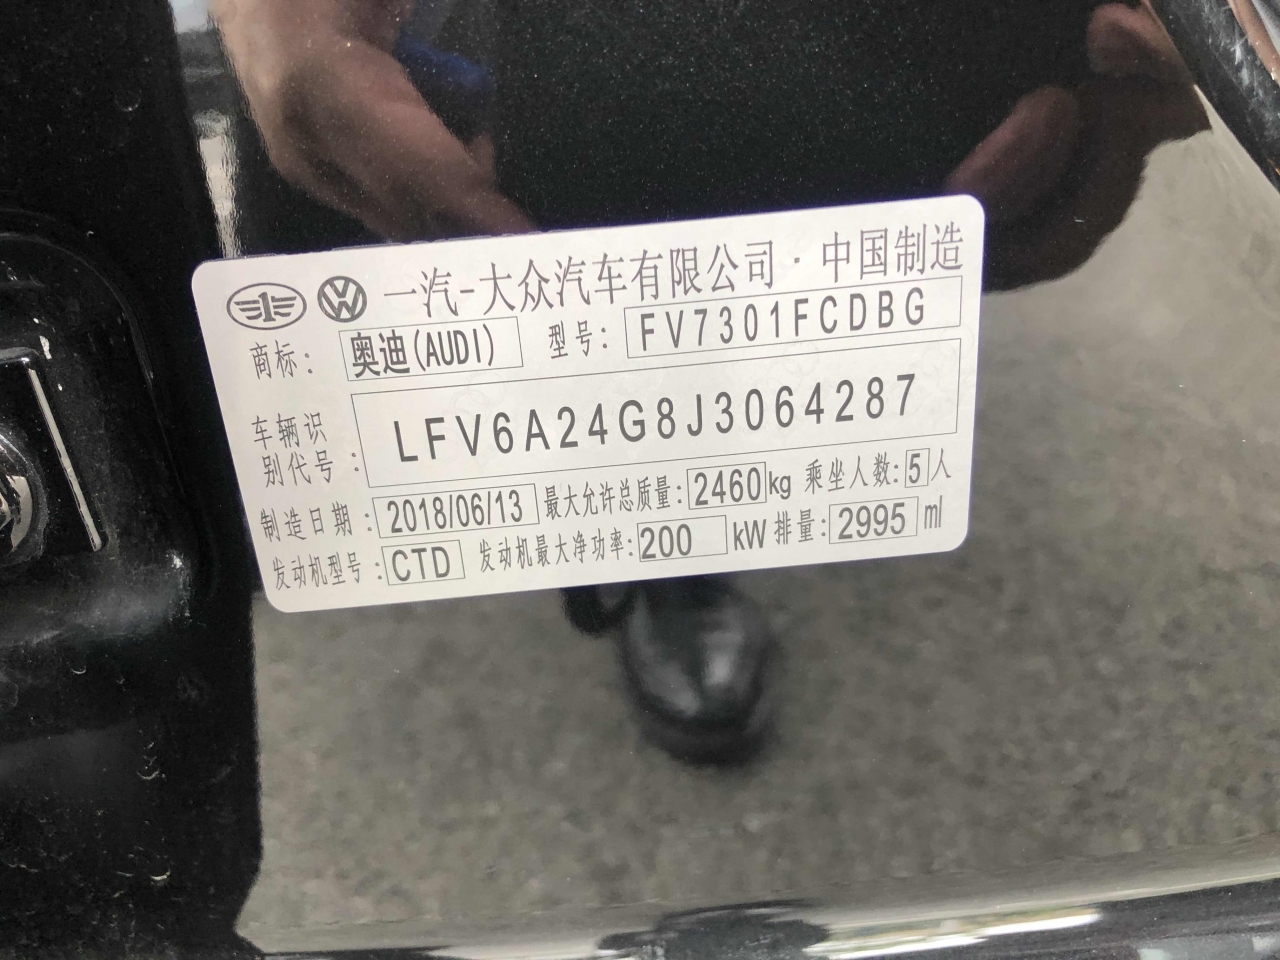 一汽-大众汽车有限公司·中国制造
商标: 奥迪(AUDI) 型号: FV7301FCDBG
车辆识
别代号: LFV6A24G8J3064287
制造日期: 2018/06/13 最大允许总质量: 2460kg 乘坐人数: 5人
发动机型号: CTD 发动机最大净功率: 200 kW 排量: 2995 ml